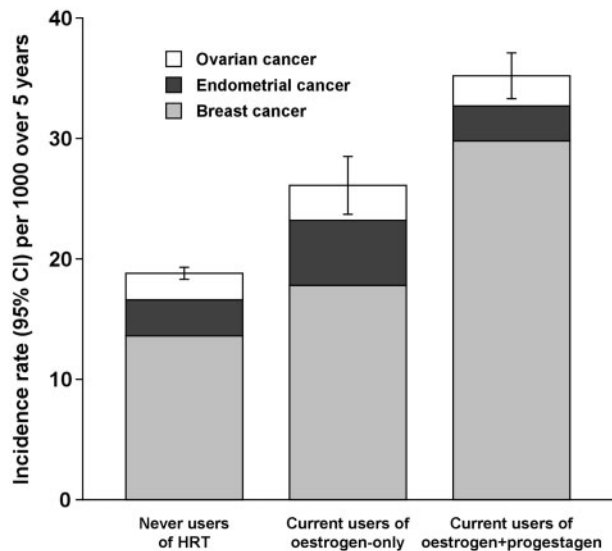 Incidence rate (95% CI) per 1000 over 5 years
40
30
20
10
0
Ovarian cancer
Endometrial cancer
Breast cancer
Never users
of HRT
Current users of
oestrogen-only
Current users of
oestrogen+progestagen